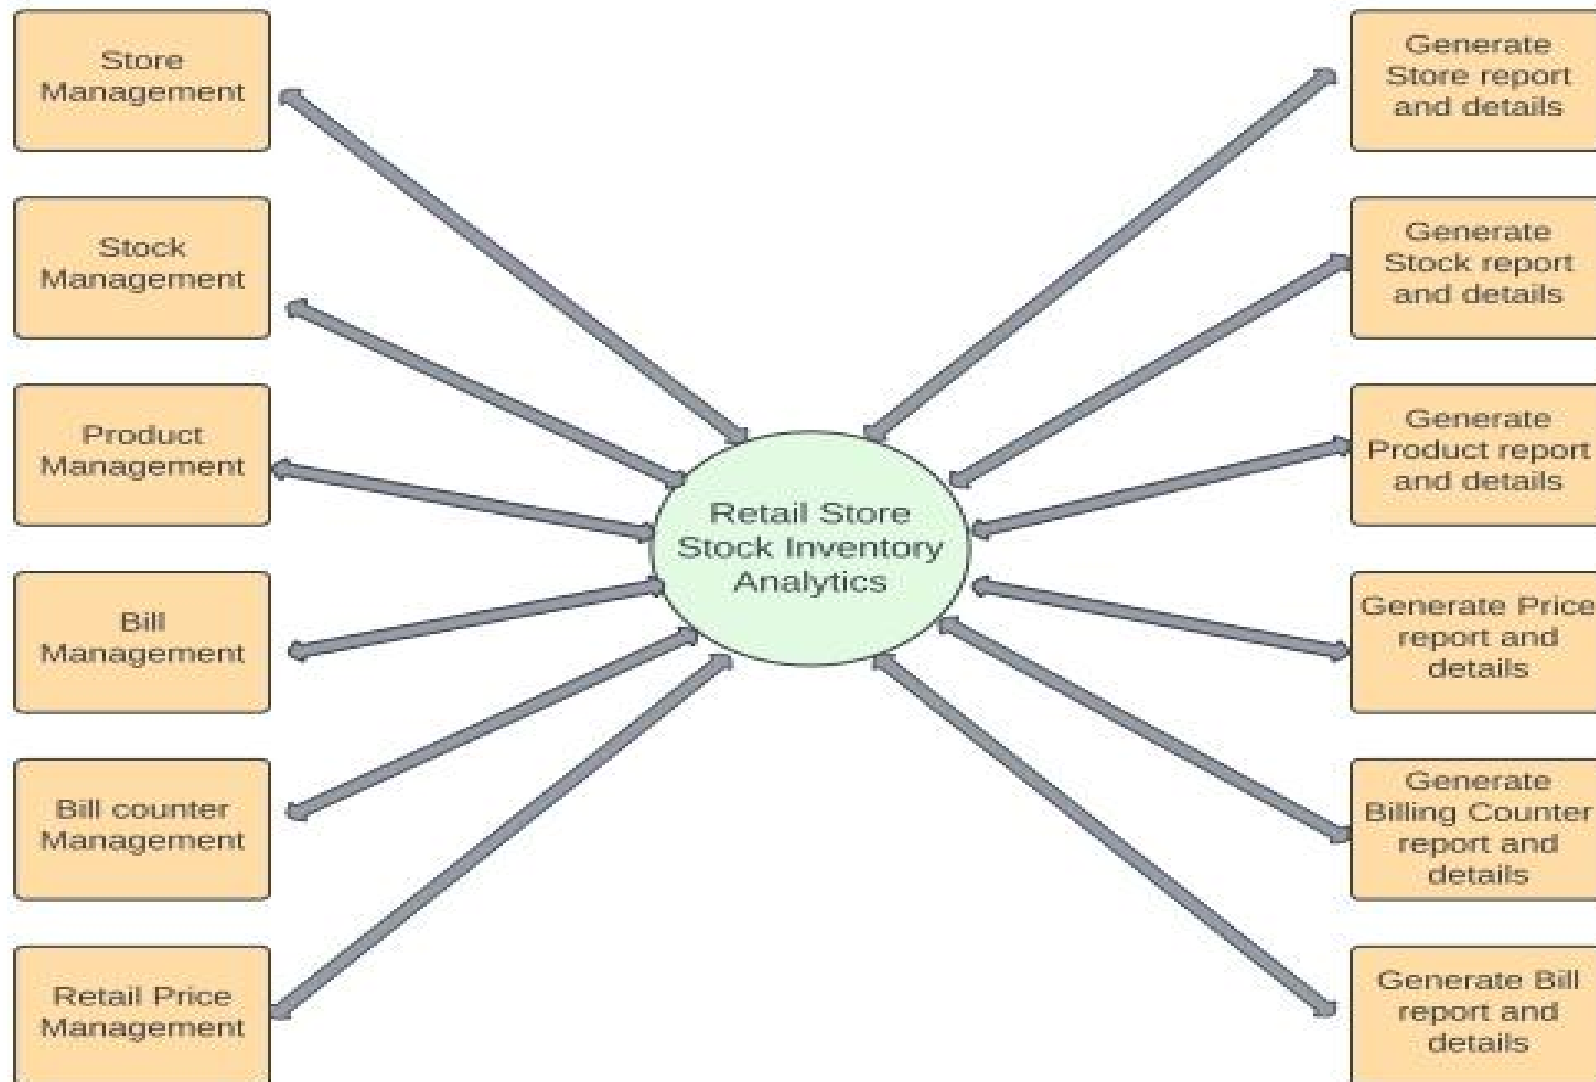 Store
Management
Stock
Management
Product
Management
Bill
Management
Bill counter
Management
Retail Price
Management
Retail Store
Stock Inventory
Analytics
Generate
Store report
and details
Generate
Stock report
and details
Generate
Product report
and details
Generate Price
report and
details
Generate
Billing Counter
report and
details
Generate Bill
report and
details